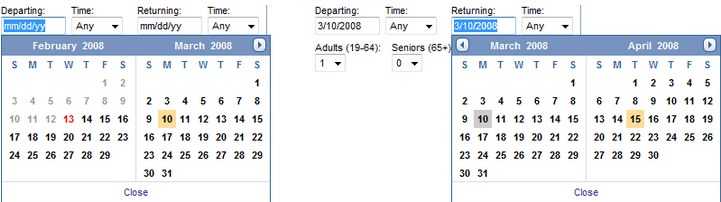 Departing: Time: Returning: Time:
mm/dd/yy Any mm/dd/yy Any
February 2008 March 2008
S M T W T F S S M T W T F S
1 2 1
3 4 5 6 7 8 9 2 3 4 5 6 7 8
10 11 12 13 14 15 16 9 10 11 12 13 14 15
17 18 19 20 21 22 23 16 17 18 19 20 21 22
24 25 26 27 28 29 23 24 25 26 27 28 29
30 31
Close
Departing: Time: Returning: Time:
3/10/2008 Any 3/10/2008 Any
Adults (19-64): Seniors (65+)
1 0
March 2008 April 2008
S M T W T F S S M T W T F S
1 1 2 3 4 5
2 3 4 5 6 7 8 6 7 8 9 10 11 12
9 10 11 12 13 14 15 13 14 15 16 17 18 19
16 17 18 19 20 21 22 20 21 22 23 24 25 26
23 24 25 26 27 28 29 27 28 29 30
30 31
Close